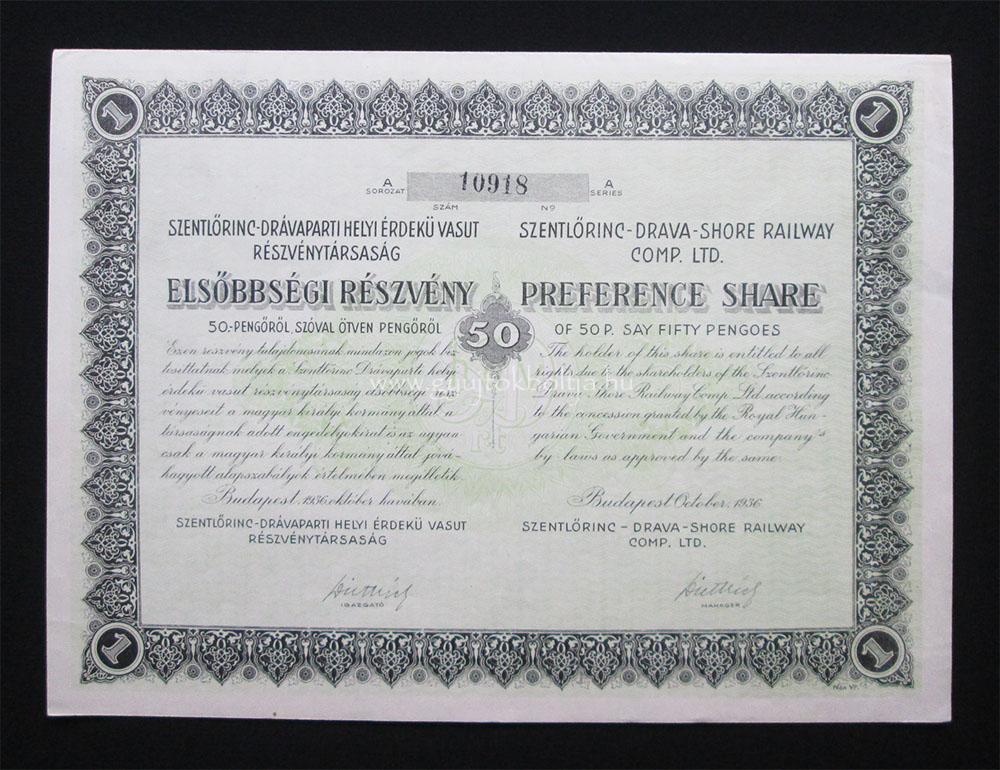 1 1
A 10918 A
SOROZAT SERIES
SZÁM Nº
SZENTLŐRINC-DRÁVAPARTI HELYI ÉRDEKÜ VASUT
RÉSZVÉNYTÁRSASÁG
ELSŐBBSÉGI RÉSZVÉNY
50.-PENGŐRŐL, SZÓVAL ÖTVEN PENGŐRŐL
Ezen részvény tulajdonosának mindazon jogok biz-
tosíttatnak, melyek a Szentlőrinc Drávaparti helyi
érdekü vasut részvénytársaság elsőbbségi rész-
vényeseit a magyar királyi kormány által a
társaságnak adott engedélyokirat és az ugyan-
csak a magyar királyi kormány által jóvá-
hagyott alapszabályok értelmében megilletik.
Budapest, 1936. október havában.
SZENTLŐRINC-DRÁVAPARTI HELYI ÉRDEKÜ VASUT
RÉSZVÉNYTÁRSASÁG
IGAZGATÓ
50
SZENTLŐRINC-DRAVA-SHORE RAILWAY
COMP. LTD.
PREFERENCE SHARE
OF 50 P. SAY FIFTY PENGOES
The holder of this share is entitled to all
rights due to the shareholders of the Szentlőrinc
Drava Shore Railway Comp. Ltd. according
to the concession granted by the Royal Hun-
garian Government and the company's
by-laws as approved by the same.
Budapest October, 1936
SZENTLŐRINC - DRAVA-SHORE RAILWAY
COMP. LTD.
MANAGER
www.gyujtokboltja.hu
1 1